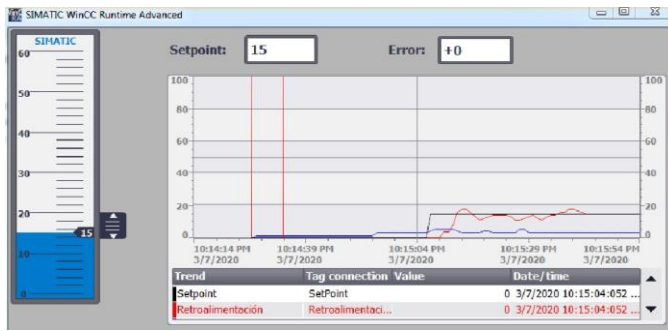 SIMATIC WinCC Runtime Advanced
SIMATIC
Setpoint: 15 Error: +0
60
50
40
30
20
15
10
0
100 100
80 80
60 60
40 40
20 20
0 0
10:14:14 PM 10:14:39 PM 10:15:04 PM 10:15:29 PM 10:15:54 PM
3/7/2020 3/7/2020 3/7/2020 3/7/2020 3/7/2020
Trend Tag connection Value Date/time
Setpoint SetPoint 0 3/7/2020 10:15:04:052 ...
Retroalimentación Retroalimentaci... 0 3/7/2020 10:15:04:052 ...